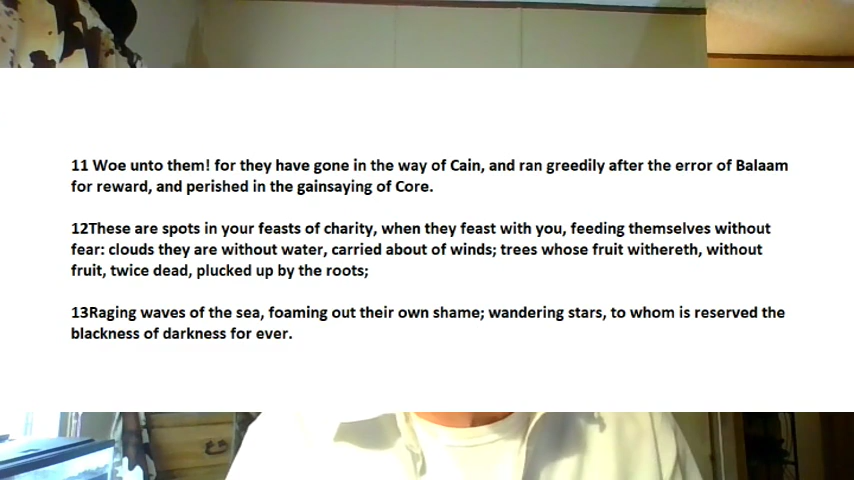 11 Woe unto them! for they have gone in the way of Cain, and ran greedily after the error of Balaam
for reward, and perished in the gainsaying of Core.
12These are spots in your feasts of charity, when they feast with you, feeding themselves without
fear: clouds they are without water, carried about of winds; trees whose fruit withereth, without
fruit, twice dead, plucked up by the roots;
13Raging waves of the sea, foaming out their own shame; wandering stars, to whom is reserved the
blackness of darkness for ever.